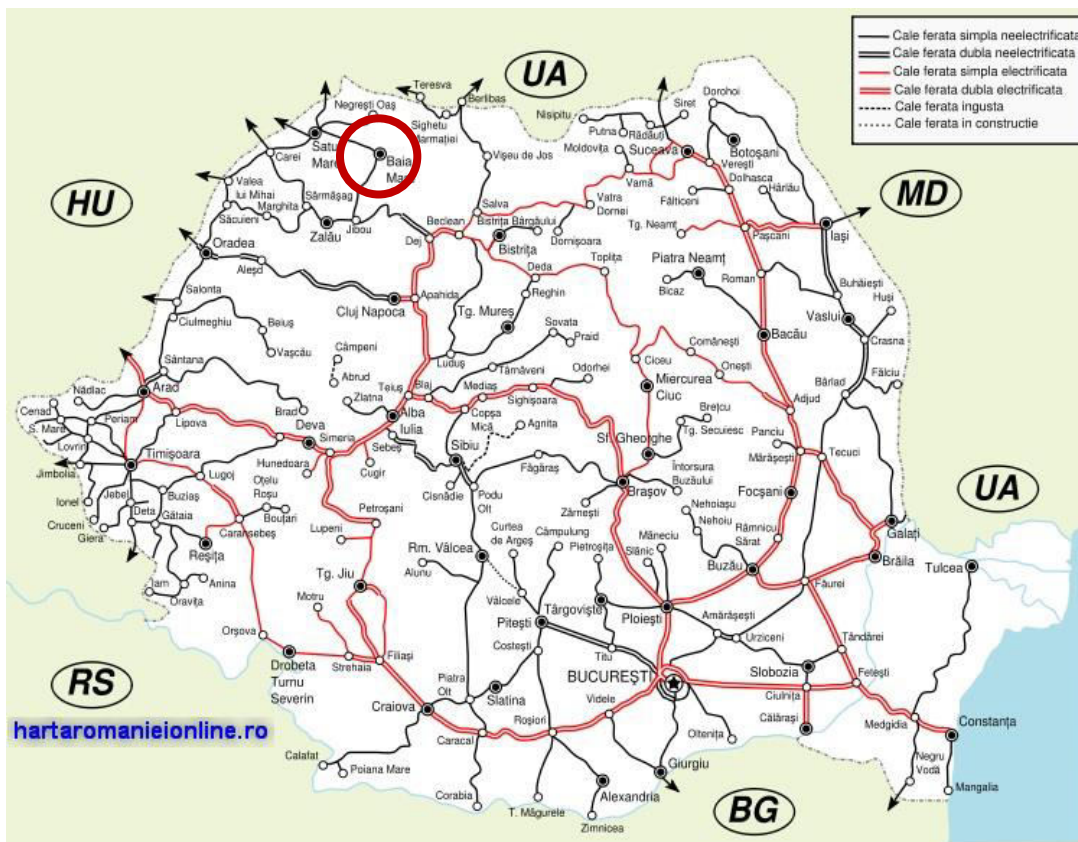 Cale ferata simpla neelectrificata
Cale ferata dubla neelectrificata
Cale ferata simpla electrificata
Cale ferata dubla electrificata
Cale ferata ingusta
Cale ferata in constructie
UA
HU
MD
UA
RS
BG
Teresva
Berlibas
Negrești Oaș
Sighetu
Marmației
Satu
Mare
Baia
Mare
Carei
Valea
lui Mihai
Săcuieni
Marghita
Sărmășag
Zalău
Jibou
Vișeu de Jos
Salva
Beclean
Dej
Bistrița Bârgăului
Bistrița
Dornișoara
Vatra
Dornei
Nisipitu
Putna
Rădăuți
Siret
Dorohoi
Moldovița
Suceava
Vama
Verești
Botoșani
Dolhasca
Fălticeni
Hârlău
Tg. Neamț
Pașcani
Iași
Oradea
Aleșd
Salonta
Ciulmeghiu
Beiuș
Vașcău
Cluj Napoca
Apahida
Deda
Reghin
Toplița
Tg. Mureș
Luduș
Sovata
Praid
Piatra Neamț
Bicaz
Roman
Buhăiești
Huși
Vaslui
Crasna
Bacău
Comănești
Onești
Ciceu
Miercurea
Ciuc
Fălciu
Bârlad
Adjud
Câmpeni
Abrud
Zlatna
Teiuș
Blaj
Târnăveni
Mediaș
Sighișoara
Odorhei
Copșa
Mică
Agnita
Alba
Iulia
Sântana
Nădlac
Arad
Cenad
S. Mare
Periam
Lovrin
Lipova
Brad
Deva
Simeria
Hunedoara
Sebeș
Cugir
Sibiu
Cisnădie
Podu
Olt
Făgăraș
Sf. Gheorghe
Brețcu
Tg. Secuiesc
Întorsura
Buzăului
Brașov
Zărnești
Panciu
Mărășești
Tecuci
Focșani
Timișoara
Jimbolia
Ionel
Cruceni
Giera
Jebel
Deta
Buziaș
Gătaia
Lugoj
Oțelu
Roșu
Bouțari
Caransebeș
Reșița
Iam
Oravița
Anina
Petroșani
Lupeni
Tg. Jiu
Motru
Orșova
Drobeta
Turnu
Severin
Strehaia
Filiași
Rm. Vâlcea
Alunu
Curtea
de Argeș
Câmpulung
Pietroșița
Vâlcele
Târgoviște
Pitești
Costești
Titu
Măneciu
Slănic
Nehoiașu
Nehoiu
Râmnicu
Sărat
Buzău
Ploiești
Galați
Brăila
Tulcea
Făurei
Amărăști
Urziceni
Țăndărei
Slobozia
Fetești
Ciulnița
Călărași
BUCUREȘTI
Videle
Oltenița
Giurgiu
Piatra
Olt
Slatina
Craiova
Caracal
Roșiori
Calafat
Poiana Mare
Corabia
T. Măgurele
Alexandria
Zimnicea
Medgidia
Constanța
Negru
Vodă
Mangalia
hartaromanieionline.ro